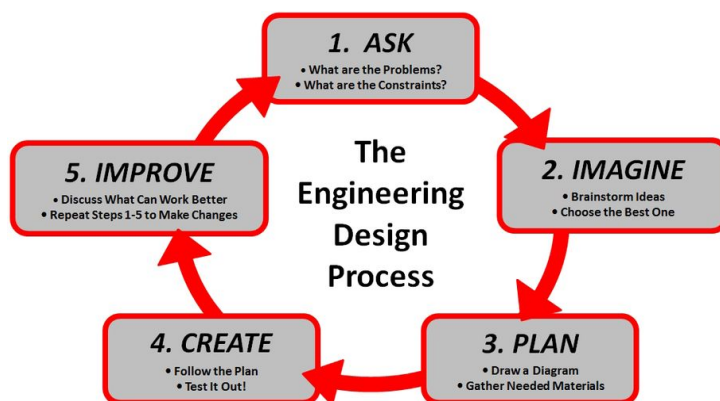 1. ASK
• What are the Problems?
• What are the Constraints?
2. IMAGINE
• Brainstorm Ideas
• Choose the Best One
3. PLAN
• Draw a Diagram
• Gather Needed Materials
4. CREATE
• Follow the Plan
• Test It Out!
5. IMPROVE
• Discuss What Can Work Better
• Repeat Steps 1-5 to Make Changes
The
Engineering
Design
Process